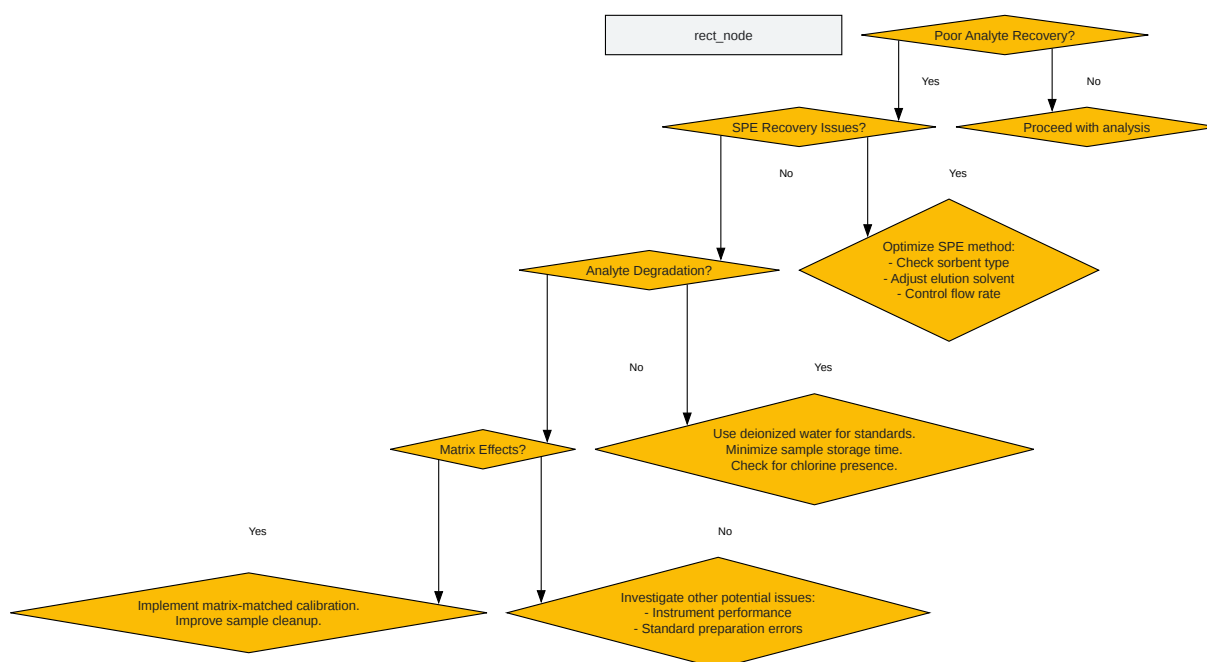 rect_node
Poor Analyte Recovery?
Yes
No
SPE Recovery Issues?
Proceed with analysis
No
Yes
Optimize SPE method:
- Check sorbent type
- Adjust elution solvent
- Control flow rate
Analyte Degradation?
No
Yes
Use deionized water for standards.
Minimize sample storage time.
Check for chlorine presence.
Matrix Effects?
Yes
No
Implement matrix-matched calibration.
Improve sample cleanup.
Investigate other potential issues:
- Instrument performance
- Standard preparation errors